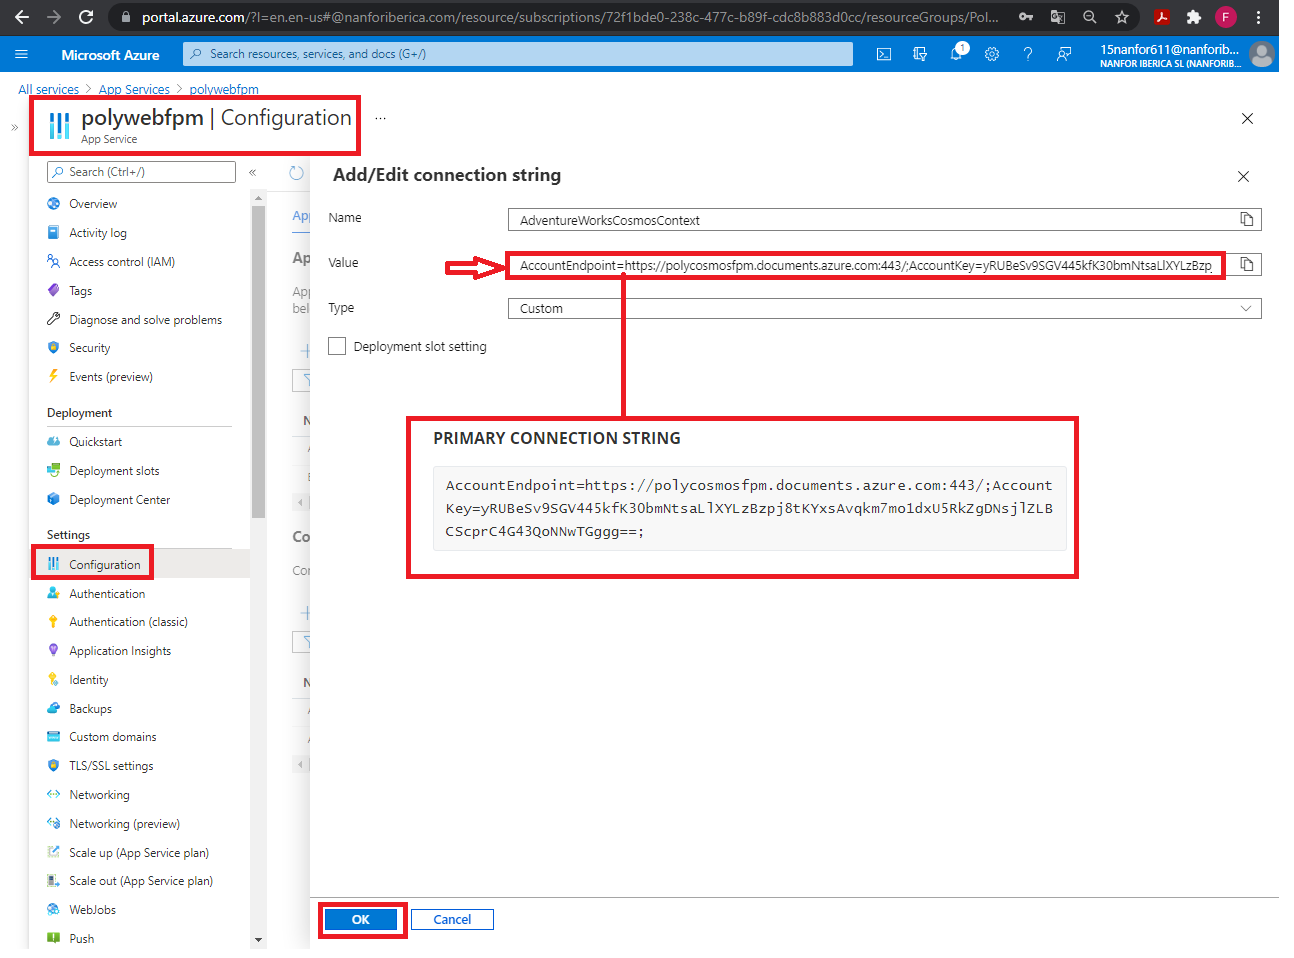 portal.azure.com/?l=en.en-us#@nanforiberica.com/resource/subscriptions/72f1bde0-238c-477c-b89f-cdc8b883d0cc/resourceGroups/Pol...
F
Microsoft Azure
Search resources, services, and docs (G+/)
1
15nanfor611@nanforib...
NANFOR IBERICA SL (NANFORIB...
All services > App Services > polywebfpm
polywebfpm | Configuration ...
App Service
Search (Ctrl+/)
Overview
Activity log
Access control (IAM)
Tags
Diagnose and solve problems
Security
Events (preview)
Deployment
Quickstart
Deployment slots
Deployment Center
Settings
Configuration
Authentication
Authentication (classic)
Application Insights
Identity
Backups
Custom domains
TLS/SSL settings
Networking
Networking (preview)
Scale up (App Service plan)
Scale out (App Service plan)
WebJobs
Push
Add/Edit connection string
Name
AdventureWorksCosmosContext
Value
AccountEndpoint=https://polycosmosfpm.documents.azure.com:443/;AccountKey=yRUBeSv9SGV445kfK30bmNtsaLlXYLzBzp
Type
Custom
Deployment slot setting
PRIMARY CONNECTION STRING
AccountEndpoint=https://polycosmosfpm.documents.azure.com:443/;Account
Key=yRUBeSv9SGV445kfK30bmNtsaLlXYLzBzpj8tKYxsAvqkm7mo1dxU5RkZgDNsjlZLB
CScprC4G43QoNNwTGggg==;
OK
Cancel